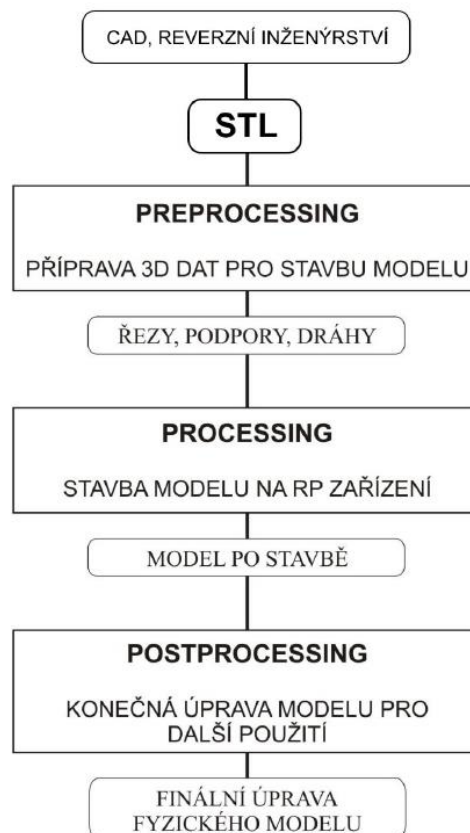 CAD, REVERZNÍ INŽENÝRSTVÍ
STL
PREPROCESSING
PŘÍPRAVA 3D DAT PRO STAVBU MODELU
ŘEZY, PODPORY, DRÁHY
PROCESSING
STAVBA MODELU NA RP ZAŘÍZENÍ
MODEL PO STAVBĚ
POSTPROCESSING
KONEČNÁ ÚPRAVA MODELU PRO
DALŠÍ POUŽITÍ
FINÁLNÍ ÚPRAVA
FYZICKÉHO MODELU